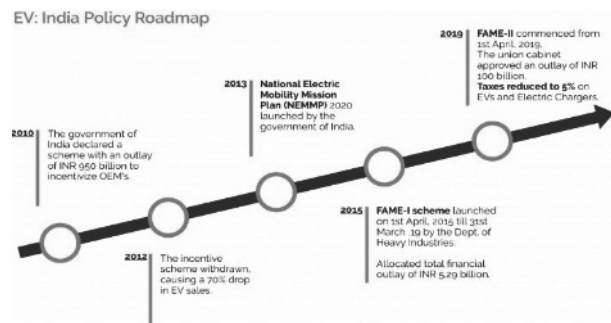 EV: India Policy Roadmap
2010
The government of
India declared a
scheme with an outlay
of INR 950 billion to
incentivize OEM's.
2012
The incentive
scheme withdrawn,
causing a 70% drop
in EV sales.
2013
National Electric
Mobility Mission
Plan (NEMMP) 2020
launched by the
government of India.
2015
FAME-I scheme launched
on 1st April, 2015 till 31st
March .19 by the Dept. of
Heavy Industries.
Allocated total financial
outlay of INR 5.29 billion.
2019
FAME-II commenced from
1st April, 2019.
The union cabinet
approved an outlay of INR
100 billion.
Taxes reduced to 5% on
EVs and Electric Chargers.